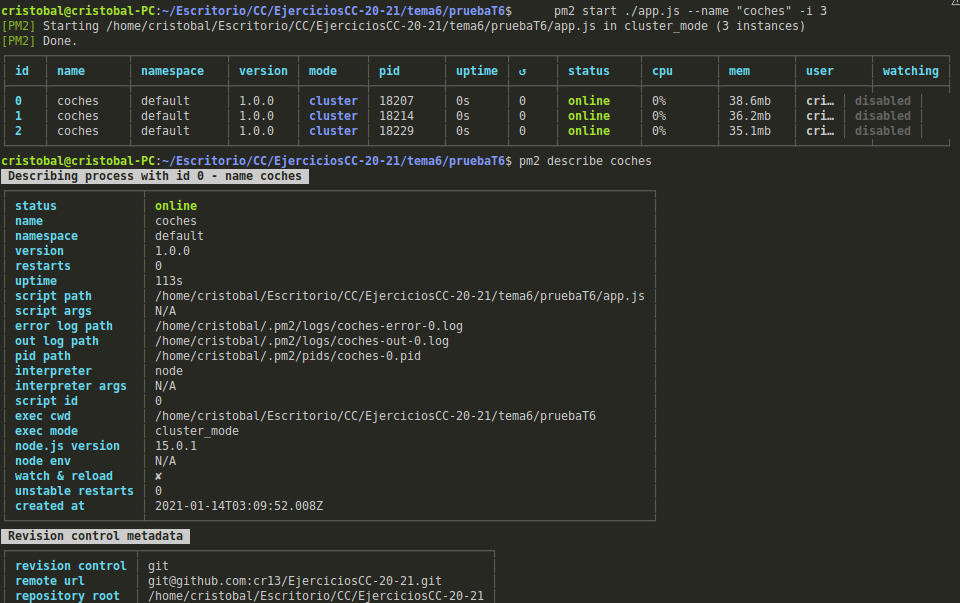 cristobal@cristobal-PC:~/Escritorio/CC/EjerciciosCC-20-21/tema6/pruebaT6$ pm2 start ./app.js --name "coches" -i 3
[PM2] Starting /home/cristobal/Escritorio/CC/EjerciciosCC-20-21/tema6/pruebaT6/app.js in cluster_mode (3 instances)
[PM2] Done.
id name namespace version mode pid uptime ↺ status cpu mem user watching
0 coches default 1.0.0 cluster 18207 0s 0 online 0% 38.6mb cri… disabled
1 coches default 1.0.0 cluster 18214 0s 0 online 0% 36.2mb cri… disabled
2 coches default 1.0.0 cluster 18229 0s 0 online 0% 35.1mb cri… disabled
cristobal@cristobal-PC:~/Escritorio/CC/EjerciciosCC-20-21/tema6/pruebaT6$ pm2 describe coches
Describing process with id 0 - name coches
status online
name coches
namespace default
version 1.0.0
restarts 0
uptime 113s
script path /home/cristobal/Escritorio/CC/EjerciciosCC-20-21/tema6/pruebaT6/app.js
script args N/A
error log path /home/cristobal/.pm2/logs/coches-error-0.log
out log path /home/cristobal/.pm2/logs/coches-out-0.log
pid path /home/cristobal/.pm2/pids/coches-0.pid
interpreter node
interpreter args N/A
script id 0
exec cwd /home/cristobal/Escritorio/CC/EjerciciosCC-20-21/tema6/pruebaT6
exec mode cluster_mode
node.js version 15.0.1
node env N/A
watch & reload ✘
unstable restarts 0
created at 2021-01-14T03:09:52.008Z
Revision control metadata
revision control git
remote url git@github.com:cr13/EjerciciosCC-20-21.git
repository root /home/cristobal/Escritorio/CC/EjerciciosCC-20-21